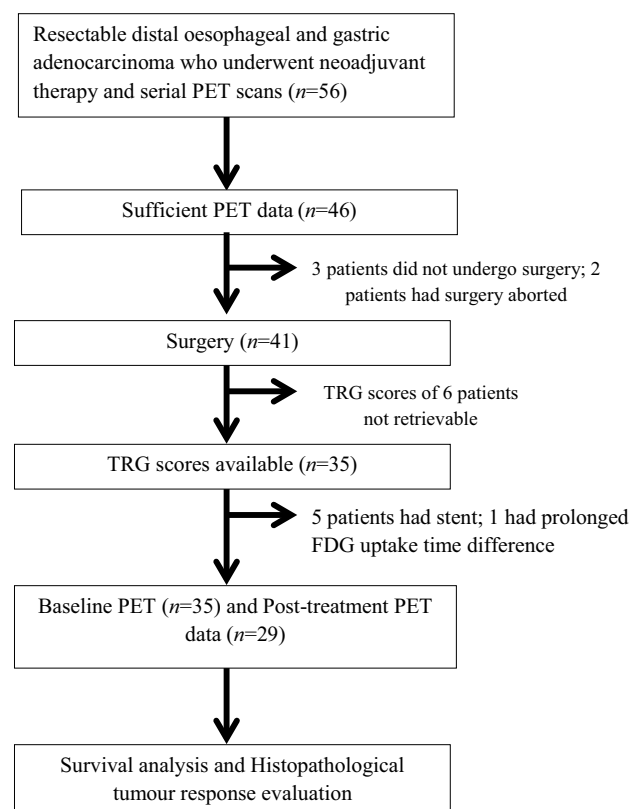 Resectable distal oesophageal and gastric
adenocarcinoma who underwent neoadjuvant
therapy and serial PET scans (n=56)
Sufficient PET data (n=46)
3 patients did not undergo surgery; 2
patients had surgery aborted
Surgery (n=41)
TRG scores of 6 patients
not retrievable
TRG scores available (n=35)
5 patients had stent; 1 had prolonged
FDG uptake time difference
Baseline PET (n=35) and Post-treatment PET
data (n=29)
Survival analysis and Histopathological
tumour response evaluation